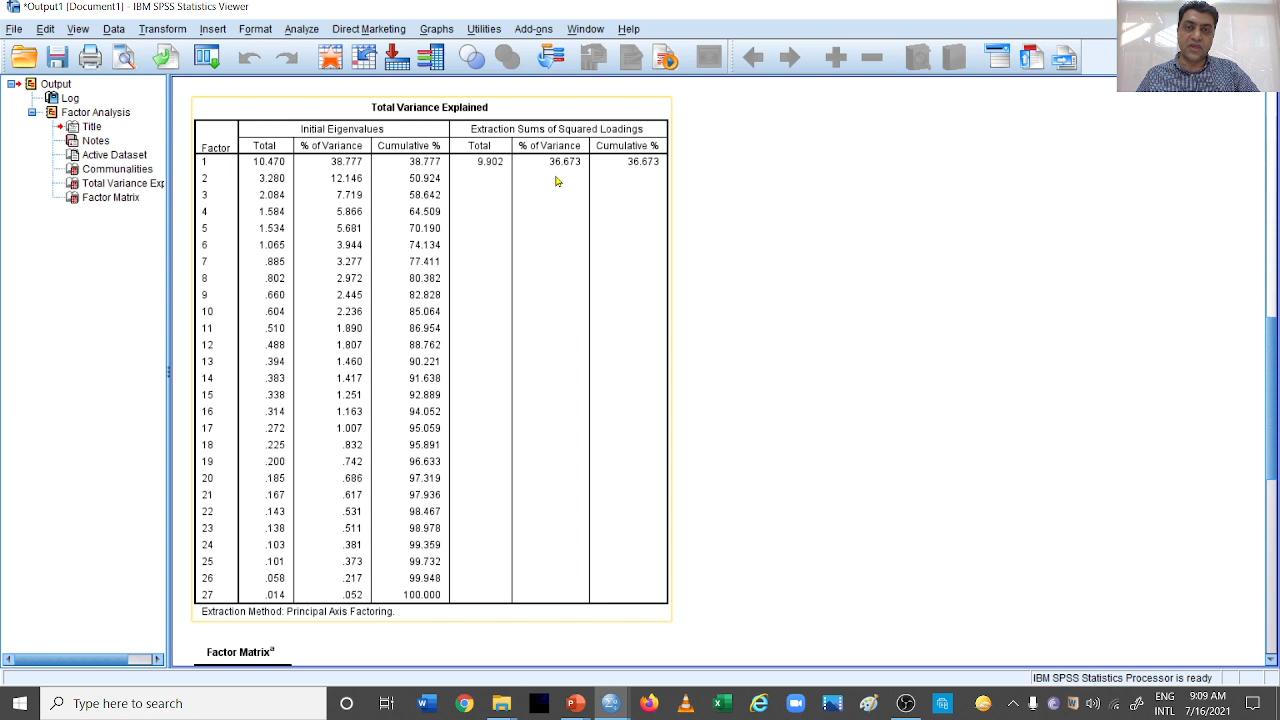 *Output1 [Document1] - IBM SPSS Statistics Viewer
File Edit View Data Transform Insert Format Analyze Direct Marketing Graphs Utilities Add-ons Window Help
Output
Log
Factor Analysis
Title
Notes
Active Dataset
Communalities
Total Variance Exp
Factor Matrix
Total Variance Explained
Initial Eigenvalues Extraction Sums of Squared Loadings
Factor Total % of Variance Cumulative % Total % of Variance Cumulative %
1 10.470 38.777 38.777 9.902 36.673 36.673
2 3.280 12.146 50.924
3 2.084 7.719 58.642
4 1.584 5.866 64.509
5 1.534 5.681 70.190
6 1.065 3.944 74.134
7 .885 3.277 77.411
8 .802 2.972 80.382
9 .660 2.445 82.828
10 .604 2.236 85.064
11 .510 1.890 86.954
12 .488 1.807 88.762
13 .394 1.460 90.221
14 .383 1.417 91.638
15 .338 1.251 92.889
16 .314 1.163 94.052
17 .272 1.007 95.059
18 .225 .832 95.891
19 .200 .742 96.633
20 .185 .686 97.319
21 .167 .617 97.936
22 .143 .531 98.467
23 .138 .511 98.978
24 .103 .381 99.359
25 .101 .373 99.732
26 .058 .217 99.948
27 .014 .052 100.000
Extraction Method: Principal Axis Factoring.
Factor Matrixa
IBM SPSS Statistics Processor is ready
Type here to search
ENG 9:09 AM
INTL 7/16/2021